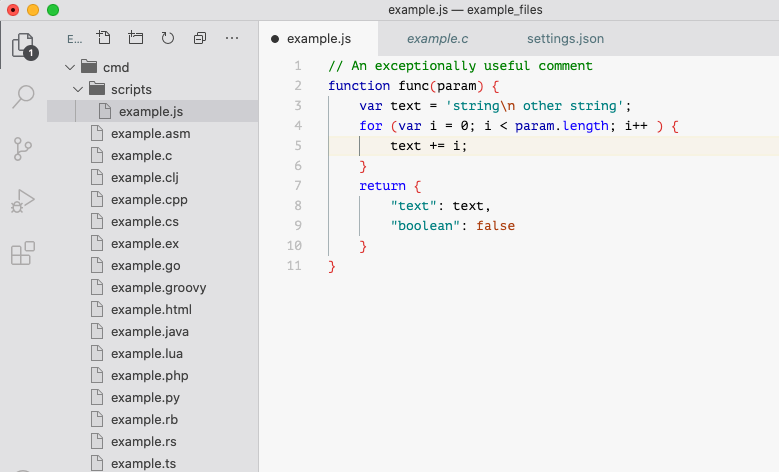 example.js — example_files
E...
1
cmd
scripts
example.js
example.asm
example.c
example.clj
example.cpp
example.cs
example.ex
example.go
example.groovy
example.html
example.java
example.lua
example.php
example.py
example.rb
example.rs
example.ts
example.js example.c settings.json
1 // An exceptionally useful comment
2 function func(param) {
3     var text = 'string\n other string';
4     for (var i = 0; i < param.length; i++ ) {
5         text += i;
6     }
7     return {
8         "text": text,
9         "boolean": false
10     }
11 }